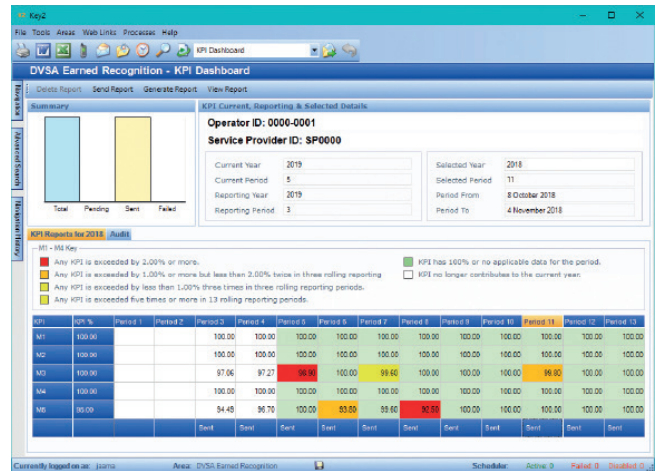 Key2
File Tools Areas Web Links Processes Help
KPI Dashboard
DVSA Earned Recognition - KPI Dashboard
Delete Report Send Report Generate Report View Report
Navigation
Advanced Search
Navigation History
Summary
Total Pending Sent Failed
KPI Current, Reporting & Selected Details
Operator ID: 0000-0001
Service Provider ID: SP0000
Current Year 2019 Selected Year 2018
Current Period 5 Selected Period 11
Reporting Year 2019 Period From 8 October 2018
Reporting Period 3 Period To 4 November 2018
KPI Reports for 2018 Audit
M1 - M4 Key
Any KPI is exceeded by 2.00% or more. KPI has 100% or no applicable data for the period.
Any KPI is exceeded by 1.00% or more but less than 2.00% twice in three rolling reporting KPI no longer contributes to the current year.
Any KPI is exceeded by less than 1.00% three times in three rolling reporting periods.
Any KPI is exceeded five times or more in 13 rolling reporting periods.
KPI KPI % Period 1 Period 2 Period 3 Period 4 Period 5 Period 6 Period 7 Period 8 Period 9 Period 10 Period 11 Period 12 Period 13
M1 100.00 100.00 100.00 100.00 100.00 100.00 100.00 100.00 100.00 100.00 100.00 100.00
M2 100.00 100.00 100.00 100.00 100.00 100.00 100.00 100.00 100.00 100.00 100.00 100.00
M3 100.00 97.06 97.27 100.00 99.60 100.00 100.00 100.00 100.00 100.00
M4 100.00 100.00 100.00 100.00 100.00 100.00 100.00 100.00 100.00 100.00 100.00 100.00
96.70 100.00 100.00 100.00 100.00 100.00 100.00
Sent Sent Sent Sent Sent Sent Sent Sent Sent Sent Sent
Currently logged on as: Area: DVSA Earned Recognition Scheduler: Active: 0 Failed: 0 Disabled: 0